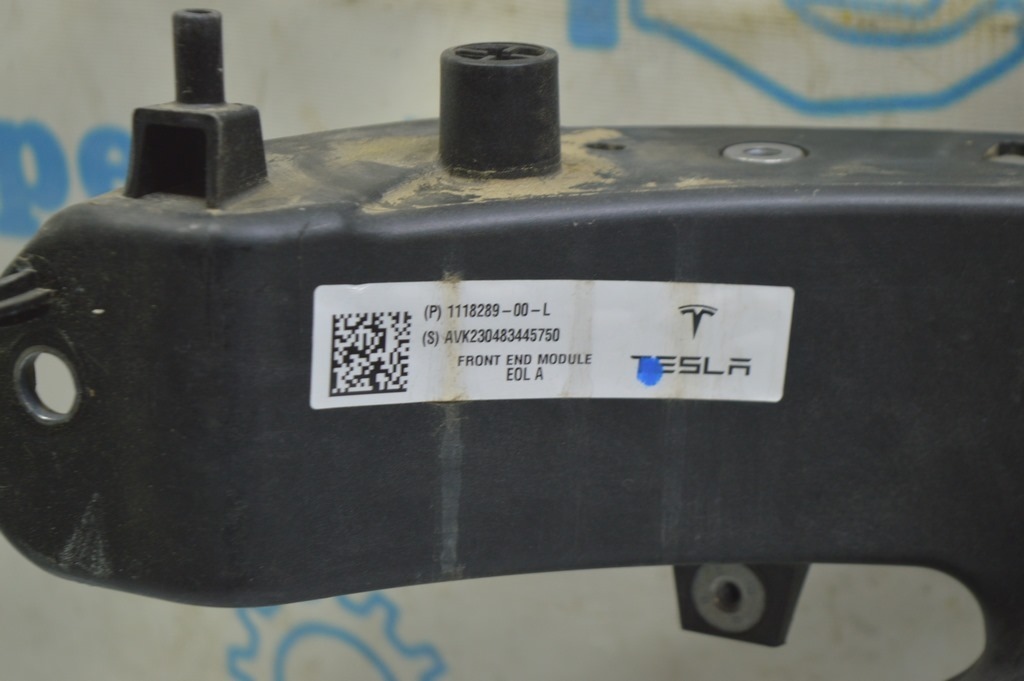 (P) 1118289-00-L
(S) AVK230483445750
FRONT END MODULE
EOL A
TESLA